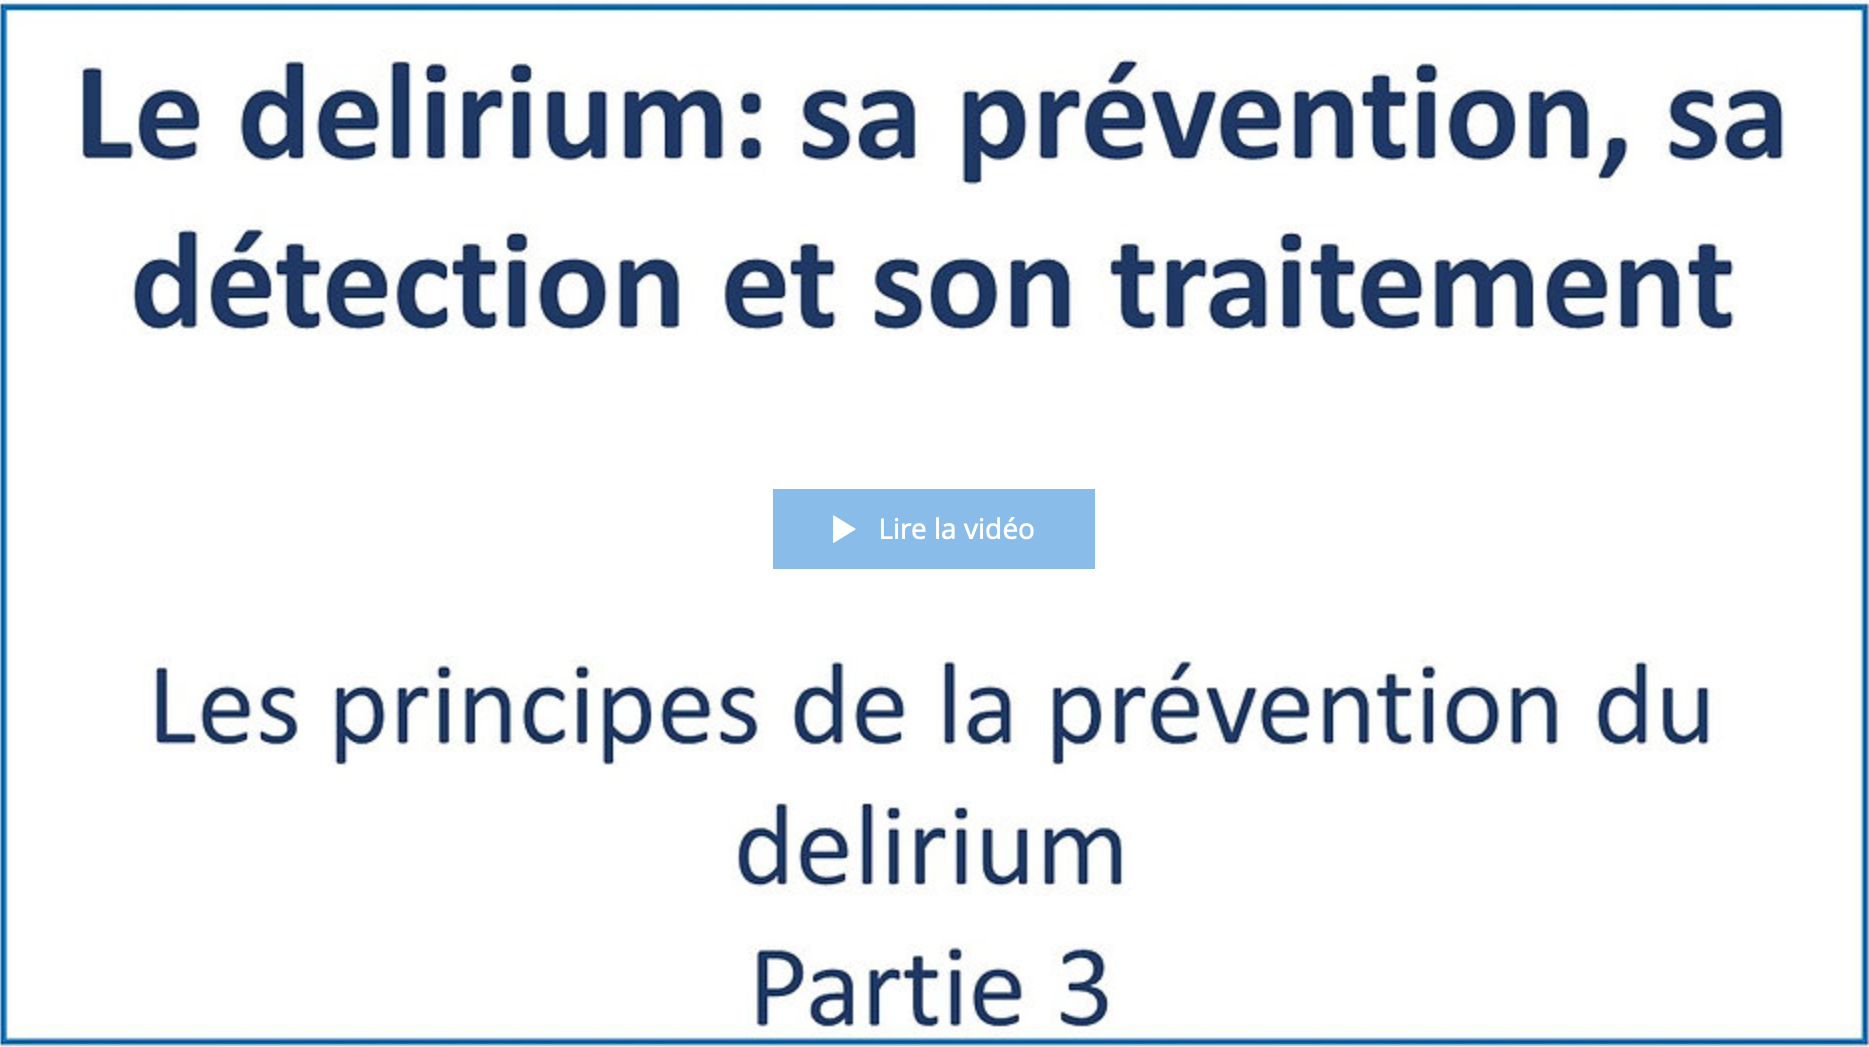 Le delirium: sa prévention, sa
détection et son traitement
Lire la vidéo
Les principes de la prévention du
delirium
Partie 3